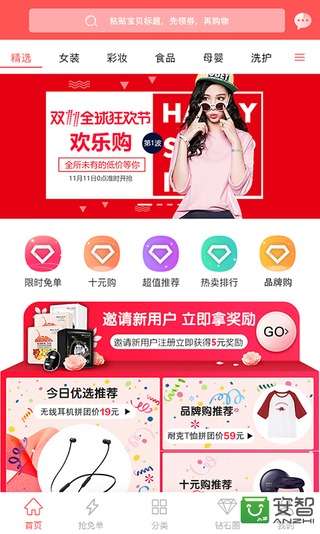 粘贴宝贝标题，先领劵，再购物
精选 女装 彩妆 食品 母婴 洗护
双11全球狂欢节
欢乐购 第1波
全所未有的低价等你
11月11日0点准时开抢
限时免单 十元购 超值推荐 热卖排行 品牌购
邀请新用户 立即拿奖励
邀请新用户注册立即获得5元奖励
GO>
今日优选推荐
无线耳机拼团价19元
品牌购推荐
耐克T恤拼团价59元
十元购推荐
首页 抢免单 分类 钻石圈
安智
ANZHI